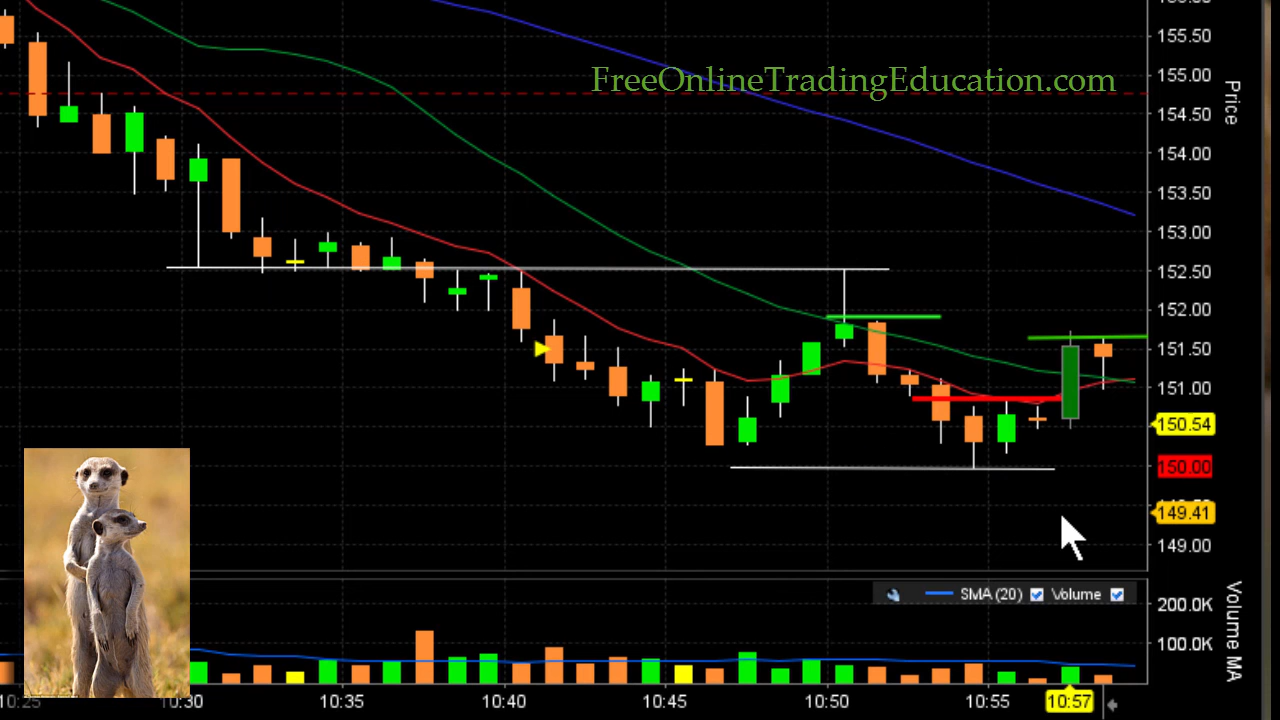 FreeOnlineTradingEducation.com
155.50
155.00
154.50
154.00
153.50
153.00
152.50
152.00
151.50
151.00
150.54
150.00
149.41
149.00
Price
SMA (20) Volume
200.0K
100.0K
Volume MA
10:25 10:30 10:35 10:40 10:45 10:50 10:55 10:57